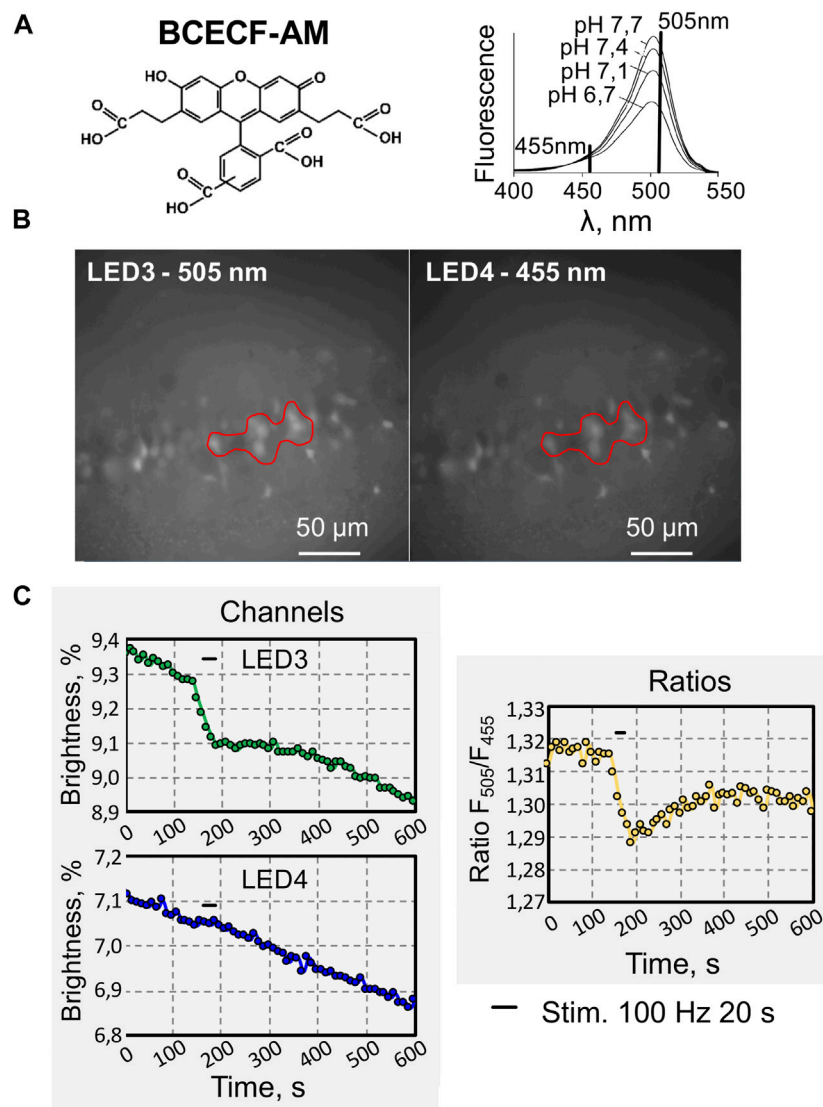 A
BCECF-AM
HO
O
O
O
HO
O
OH
O
OH
O
HO
Fluorescence
pH 7,7
505nm
pH 7,4
pH 7,1
pH 6,7
455nm
400 450 500 550
λ, nm
B
LED3 - 505 nm
LED4 - 455 nm
50 µm
50 µm
C
Channels
Brightness, %
9,4
9,3
9,2
9,1
9,0
8,9
LED3
0 100 200 300 400 500 600
Brightness, %
7,2
7,1
7,0
6,9
6,8
LED4
0 100 200 300 400 500 600
Time, s
Ratios
Ratio F505/F455
1,33
1,32
1,31
1,30
1,29
1,28
1,27
0 100 200 300 400 500 600
Time, s
Stim. 100 Hz 20 s